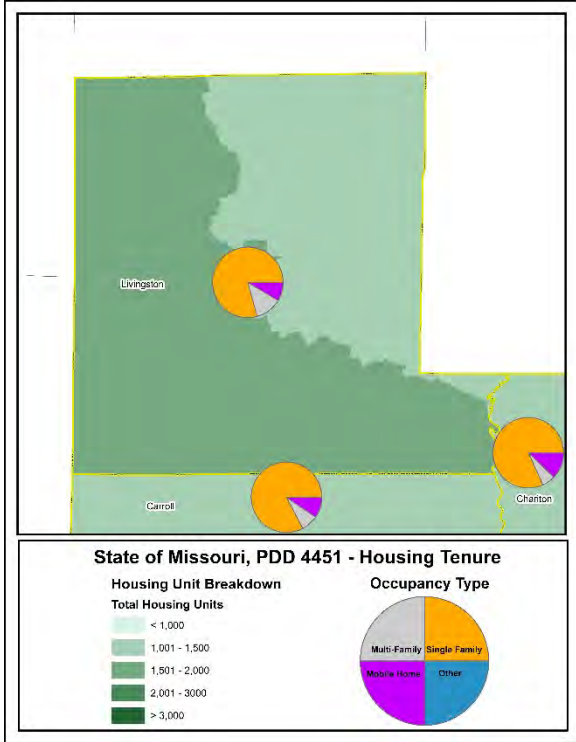 Livingston
Carroll
Chariton
State of Missouri, PDD 4451 - Housing Tenure
Housing Unit Breakdown
Total Housing Units
< 1,000
1,001 - 1,500
1,501 - 2,000
2,001 - 3000
> 3,000
Occupancy Type
Multi-Family Single Family
Mobile Home Other